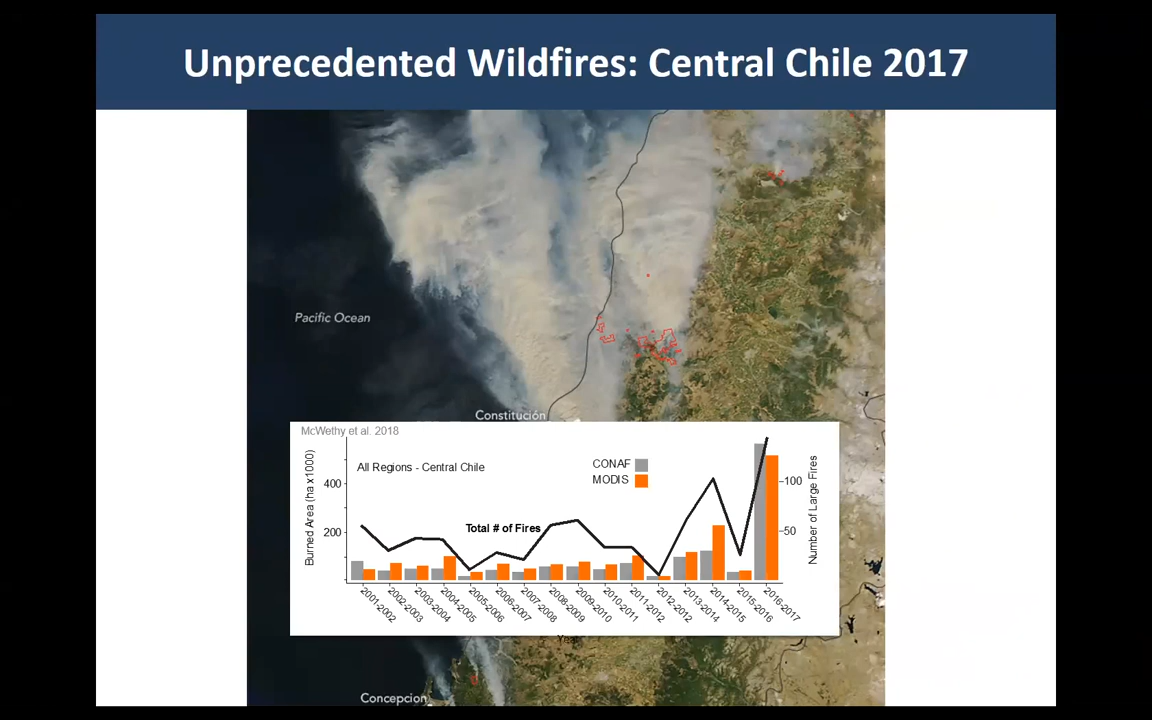 Unprecedented Wildfires: Central Chile 2017
Pacific Ocean
Constitución
McWethy et al. 2018
All Regions - Central Chile
CONAF
MODIS
Total # of Fires
Burned Area (ha x1000)
400
200
Number of Large Fires
100
50
2001-2002
2002-2003
2003-2004
2004-2005
2005-2006
2006-2007
2007-2008
2008-2009
2009-2010
2010-2011
2011-2012
2012-2012
2013-2014
2014-2015
2015-2016
2016-2017
Year
Concepcion